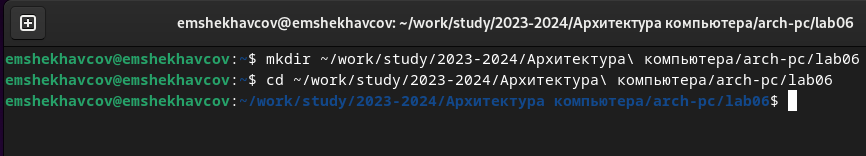 emshekhavcov@emshekhavcov: ~/work/study/2023-2024/Архитектура компьютера/arch-pc/lab06
emshekhavcov@emshekhavcov:~$ mkdir ~/work/study/2023-2024/Архитектура\ компьютера/arch-pc/lab06
emshekhavcov@emshekhavcov:~$ cd ~/work/study/2023-2024/Архитектура\ компьютера/arch-pc/lab06
emshekhavcov@emshekhavcov:~/work/study/2023-2024/Архитектура компьютера/arch-pc/lab06$